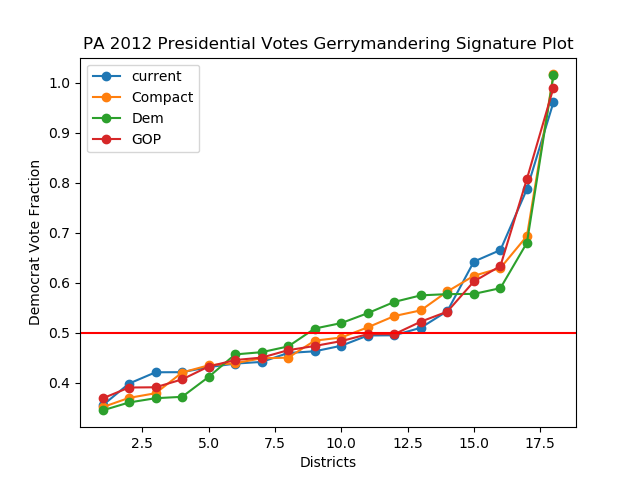 PA 2012 Presidential Votes Gerrymandering Signature Plot
current
Compact
Dem
GOP
1.0
0.9
0.8
0.7
0.6
0.5
0.4
Democrat Vote Fraction
2.5 5.0 7.5 10.0 12.5 15.0 17.5
Districts